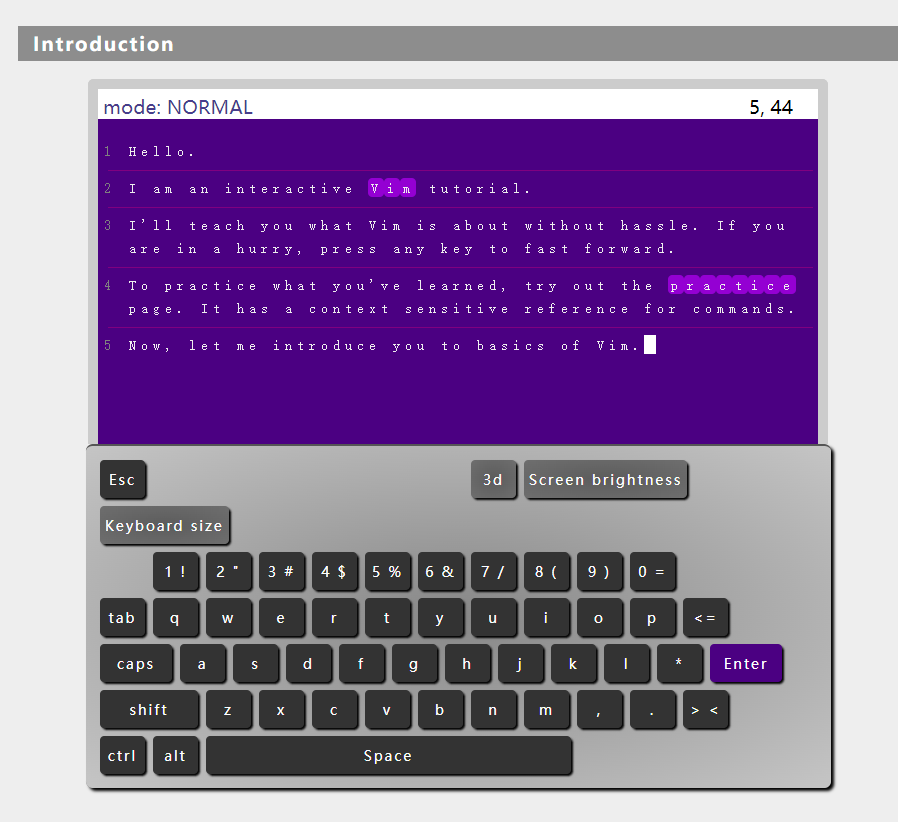 Introduction
mode: NORMAL 5, 44
1 Hello.
2 I am an interactive Vim tutorial.
3 I'll teach you what Vim is about without hassle. If you
are in a hurry, press any key to fast forward.
4 To practice what you've learned, try out the practice
page. It has a context sensitive reference for commands.
5 Now, let me introduce you to basics of Vim.
Esc 3d Screen brightness
Keyboard size
1 ! 2 " 3 # 4 $ 5 % 6 & 7 / 8 ( 9 ) 0 =
tab q w e r t y u i o p <=
caps a s d f g h j k l * Enter
shift z x c v b n m , . > <
ctrl alt Space